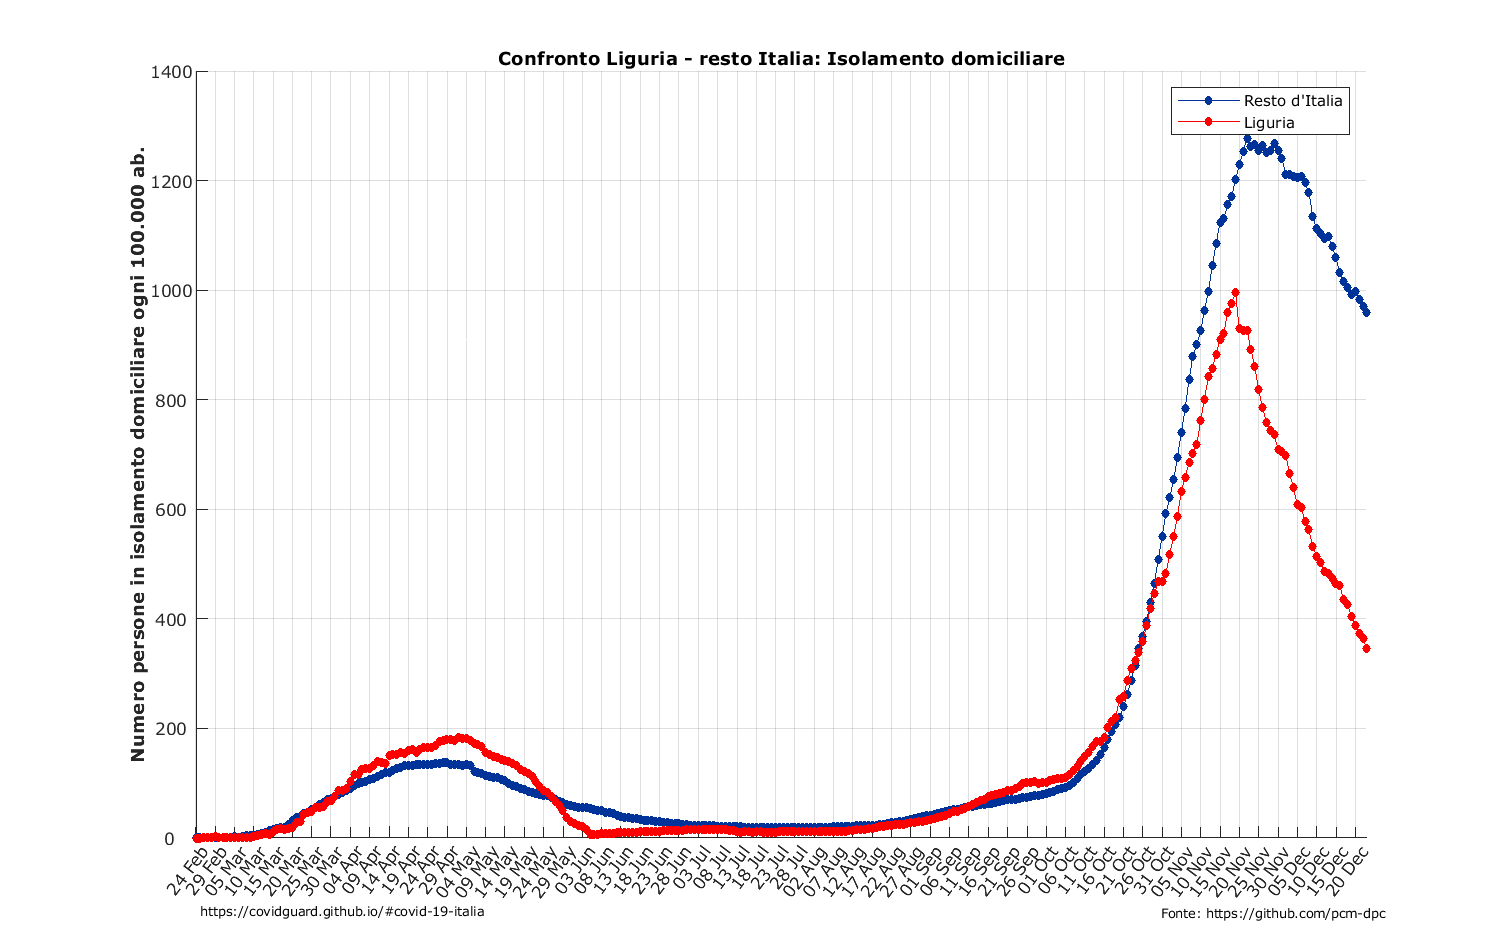 Confronto Liguria - resto Italia: Isolamento domiciliare
Resto d'Italia
Liguria
Numero persone in isolamento domiciliare ogni 100.000 ab.
1400
1200
1000
800
600
400
200
0
24 Feb
29 Feb
05 Mar
10 Mar
15 Mar
20 Mar
25 Mar
30 Mar
04 Apr
09 Apr
14 Apr
19 Apr
24 Apr
29 Apr
04 May
09 May
14 May
19 May
24 May
29 May
03 Jun
08 Jun
13 Jun
18 Jun
23 Jun
28 Jun
03 Jul
08 Jul
13 Jul
18 Jul
23 Jul
28 Jul
02 Aug
07 Aug
12 Aug
17 Aug
22 Aug
27 Aug
01 Sep
06 Sep
11 Sep
16 Sep
21 Sep
26 Sep
01 Oct
06 Oct
11 Oct
16 Oct
21 Oct
26 Oct
31 Oct
05 Nov
10 Nov
15 Nov
20 Nov
25 Nov
30 Nov
05 Dec
10 Dec
15 Dec
20 Dec
https://covidguard.github.io/#covid-19-italia
Fonte: https://github.com/pcm-dpc